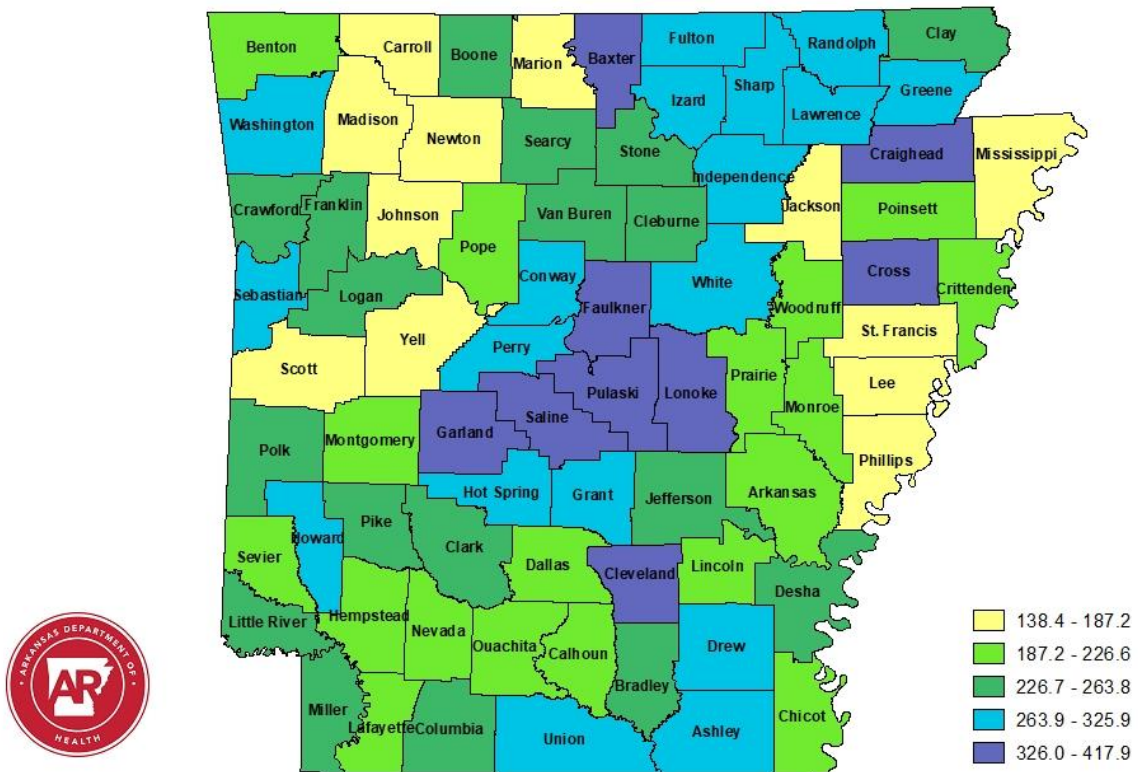 Benton
Carroll
Boone
Marion
Baxter
Fulton
Randolph
Clay
Sharp
Izard
Greene
Lawrence
Washington
Madison
Newton
Searcy
Stone
Independence
Craighead
Mississippi
Jackson
Poinsett
Crawford
Franklin
Johnson
Pope
Van Buren
Cleburne
Sebastian
Logan
Conway
Faulkner
White
Cross
Crittenden
Woodruff
St. Francis
Yell
Perry
Scott
Pulaski
Lonoke
Prairie
Lee
Monroe
Saline
Garland
Montgomery
Polk
Phillips
Hot Spring
Grant
Jefferson
Arkansas
Pike
Howard
Clark
Sevier
Dallas
Cleveland
Lincoln
Desha
Little River
Hempstead
Nevada
Ouachita
Calhoun
Drew
Bradley
Miller
Lafayette
Columbia
Union
Ashley
Chicot
138.4 - 187.2
187.2 - 226.6
226.7 - 263.8
263.9 - 325.9
326.0 - 417.9
• ARKANSAS DEPARTMENT OF •
AR
HEALTH